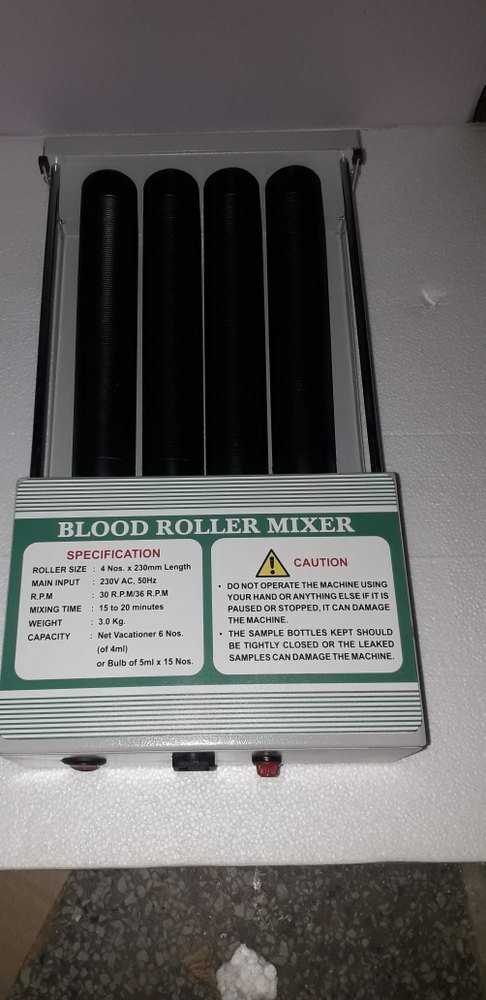 BLOOD ROLLER MIXER
SPECIFICATION
ROLLER SIZE : 4 Nos. x 230mm Length
MAIN INPUT : 230V AC, 50Hz
R.P.M : 30 R.P.M/36 R.P.M
MIXING TIME : 15 to 20 minutes
WEIGHT : 3.0 Kg.
CAPACITY : Net Vacationer 6 Nos.
(of 4ml)
or Bulb of 5ml x 15 Nos.
CAUTION
• DO NOT OPERATE THE MACHINE USING
YOUR HAND OR ANYTHING ELSE IF IT IS
PAUSED OR STOPPED, IT CAN DAMAGE
THE MACHINE.
• THE SAMPLE BOTTLES KEPT SHOULD
BE TIGHTLY CLOSED OR THE LEAKED
SAMPLES CAN DAMAGE THE MACHINE.